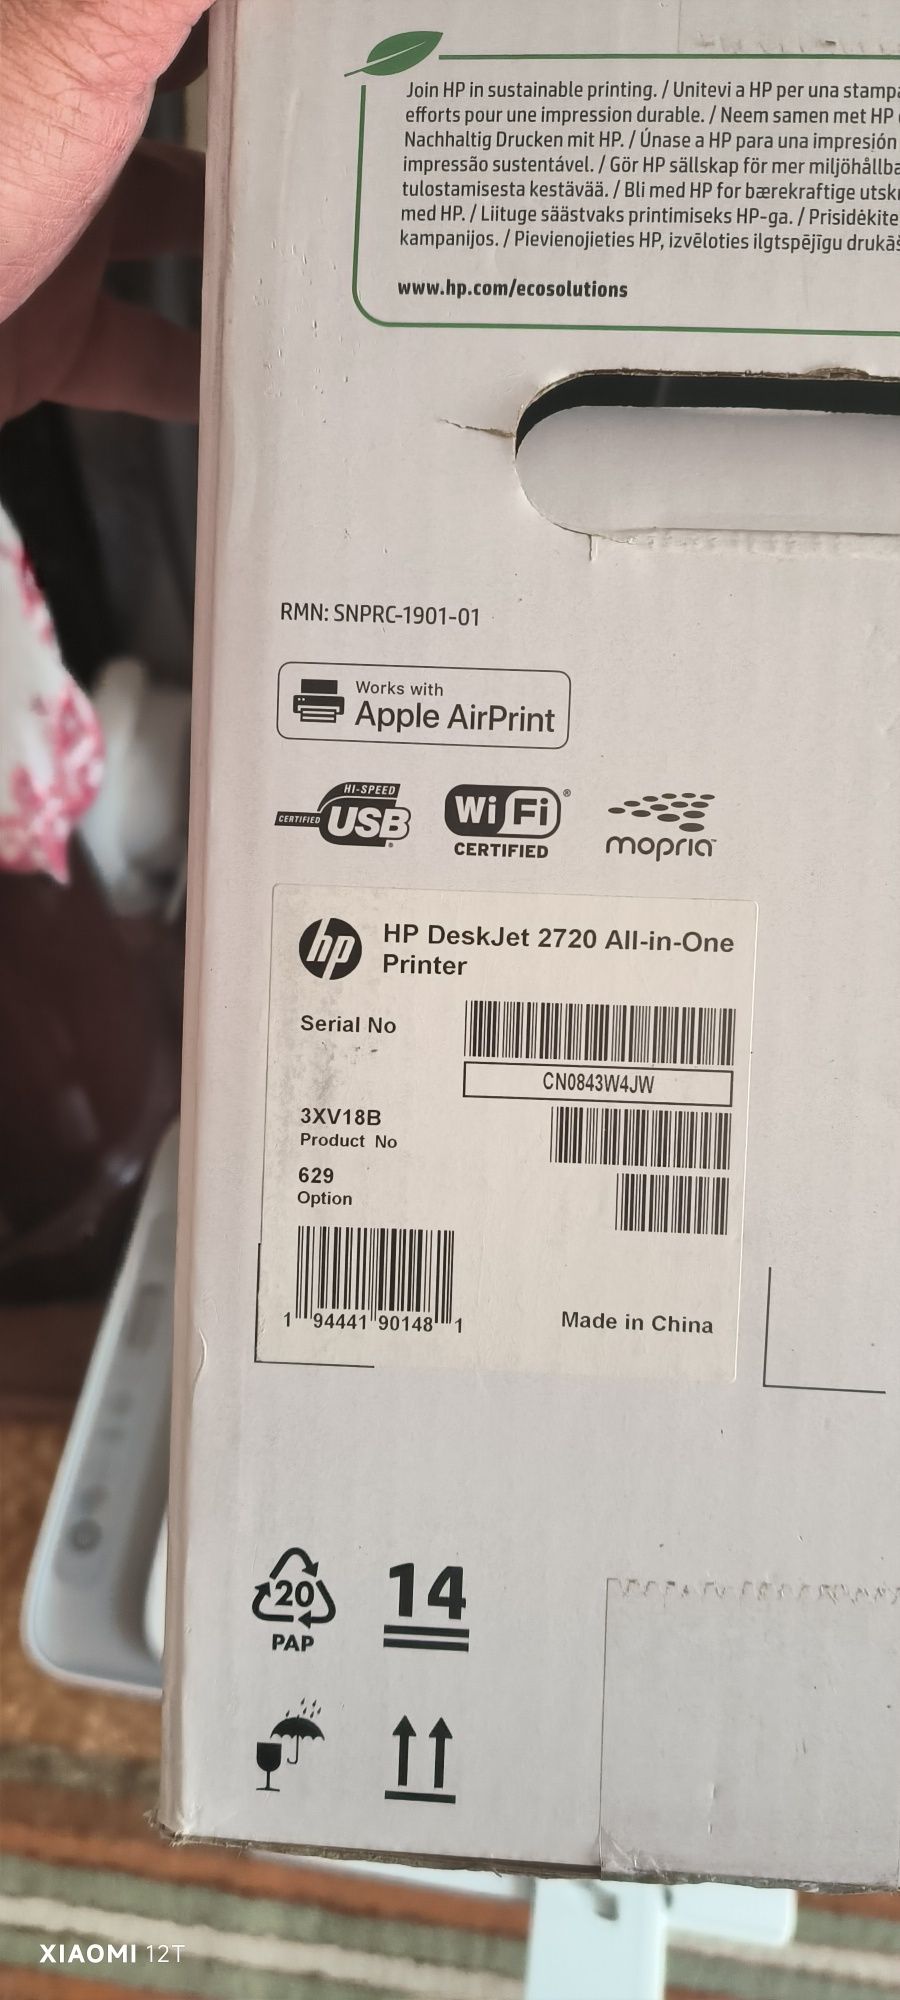 Join HP in sustainable printing. / Unitevi a HP per una stampa
efforts pour une impression durable. / Neem samen met HP
Nachhaltig Drucken mit HP. / Únase a HP para una impresión
impressão sustentável. / Gör HP sällskap för mer miljöhållba
tulostamisesta kestävää. / Bli med HP for bærekraftige utskr
med HP. / Liituge säästvaks printimiseks HP-ga. / Prisidėkite
kampanijos. / Pievienojieties HP, izvēloties ilgtspējīgu drukāš
www.hp.com/ecosolutions
RMN: SNPRC-1901-01
Works with
Apple AirPrint
HI-SPEED
CERTIFIED USB
Wi Fi®
CERTIFIED
mopria™
hp HP DeskJet 2720 All-in-One
Printer
Serial No
CN0843W4JW
3XV18B
Product No
629
Option
1 94441 90148 1
Made in China
20
PAP
14
XIAOMI 12T